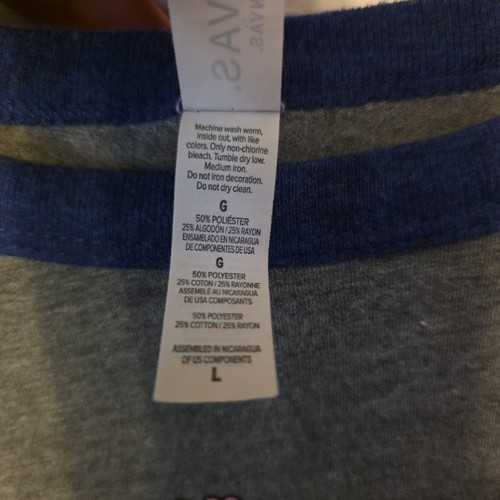 NVAS.
VAS.
Machine wash warm,
inside out, with like
colors. Only non-chlorine
bleach. Tumble dry low.
Medium iron.
Do not iron decoration.
Do not dry clean.
G
50% POLIÉSTER
25% ALGODÓN / 25% RAYON
ENSAMBLADO EN NICARAGUA
DE COMPONENTES DE USA
G
50% POLYESTER
25% COTON / 25% RAYONNE
ASSEMBLÉ AU NICARAGUA
DE USA COMPOSANTS
50% POLYESTER
25% COTTON / 25% RAYON
ASSEMBLED IN NICARAGUA
OF US COMPONENTS
L